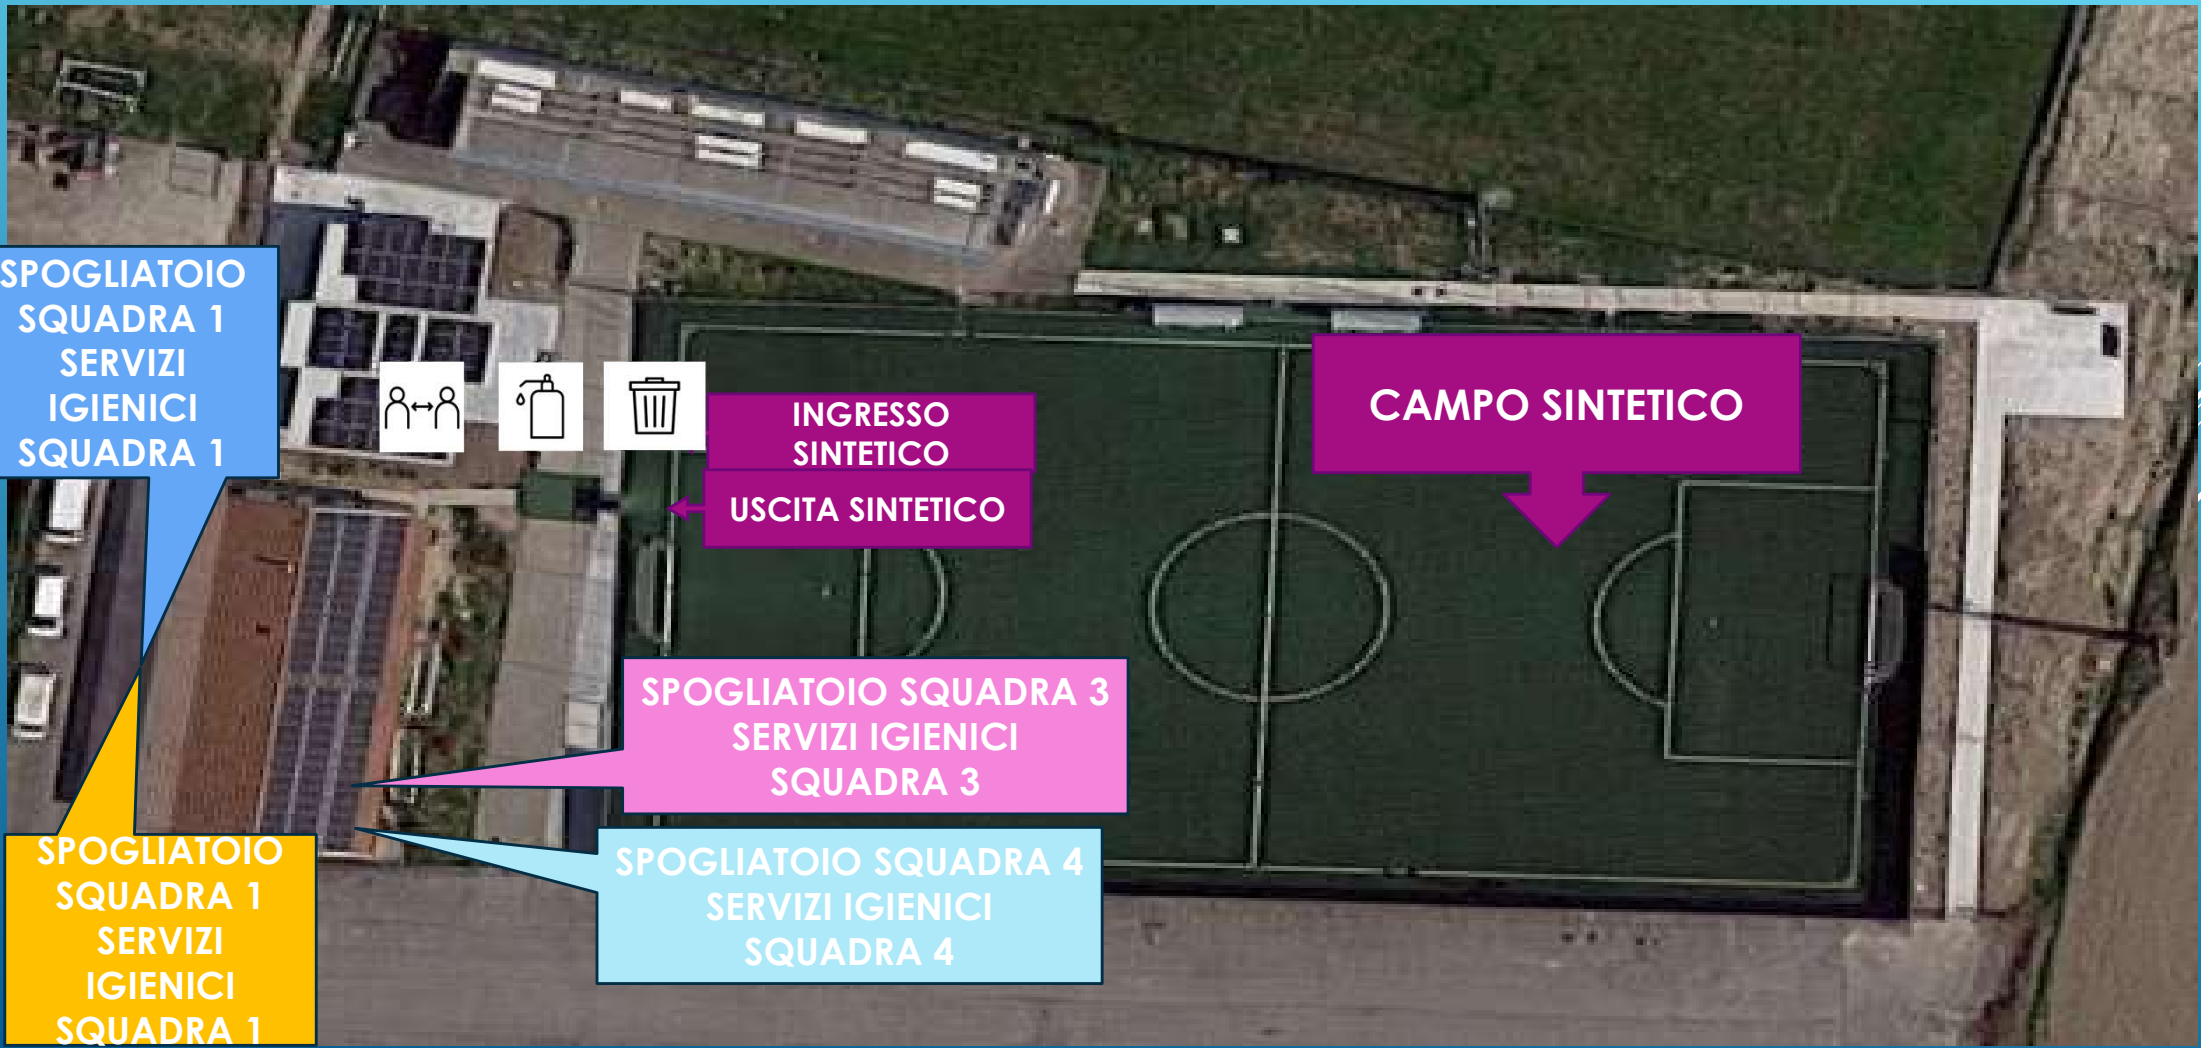 SPOGLIATOIO
SQUADRA 1
SERVIZI
IGIENICI
SQUADRA 1
INGRESSO
SINTETICO
USCITA SINTETICO
CAMPO SINTETICO
SPOGLIATOIO SQUADRA 3
SERVIZI IGIENICI
SQUADRA 3
SPOGLIATOIO SQUADRA 4
SERVIZI IGIENICI
SQUADRA 4
SPOGLIATOIO
SQUADRA 1
SERVIZI
IGIENICI
SQUADRA 1